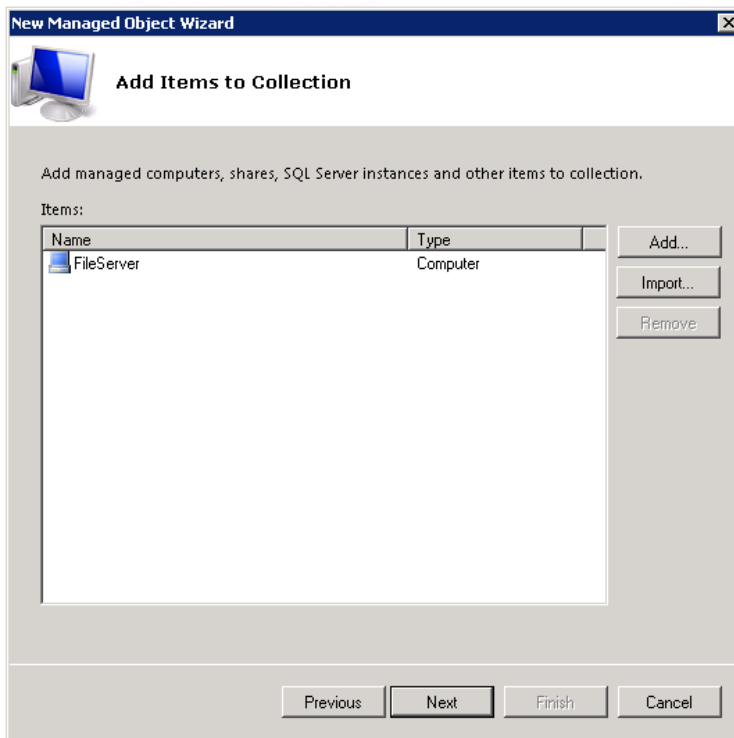 New Managed Object Wizard
Add Items to Collection
Add managed computers, shares, SQL Server instances and other items to collection.
Items:
Name Type
FileServer Computer
Add...
Import...
Remove
Previous Next Finish Cancel